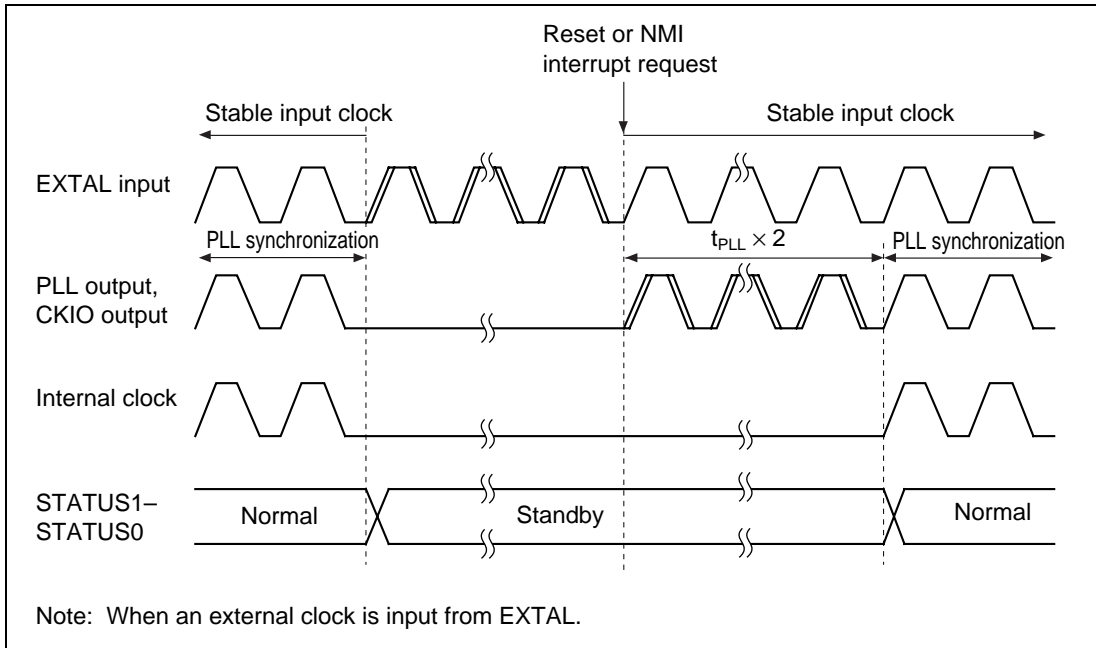 Reset or NMI
interrupt request
Stable input clock
Stable input clock
EXTAL input
PLL synchronization
tPLL × 2
PLL synchronization
PLL output,
CKIO output
Internal clock
STATUS1–
STATUS0
Normal
Standby
Normal
Note: When an external clock is input from EXTAL.